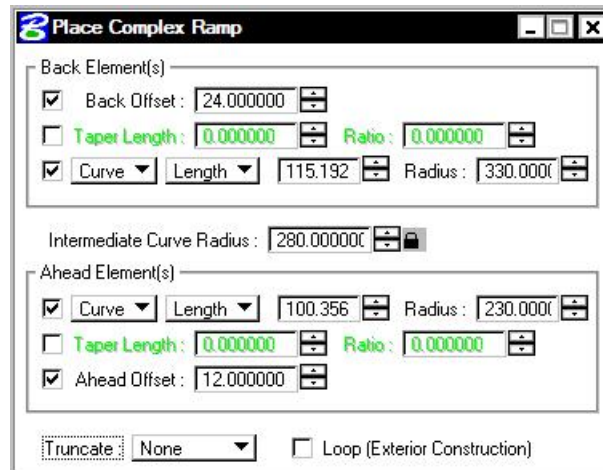 Place Complex Ramp
Back Element(s)
Back Offset : 24.000000
Taper Length : 0.000000 Ratio : 0.000000
Curve Length 115.192 Radius : 330.000(
Intermediate Curve Radius : 280.000000
Ahead Element(s)
Curve Length 100.356 Radius : 230.000(
Taper Length : 0.000000 Ratio : 0.000000
Ahead Offset : 12.000000
Truncate : None Loop (Exterior Construction)